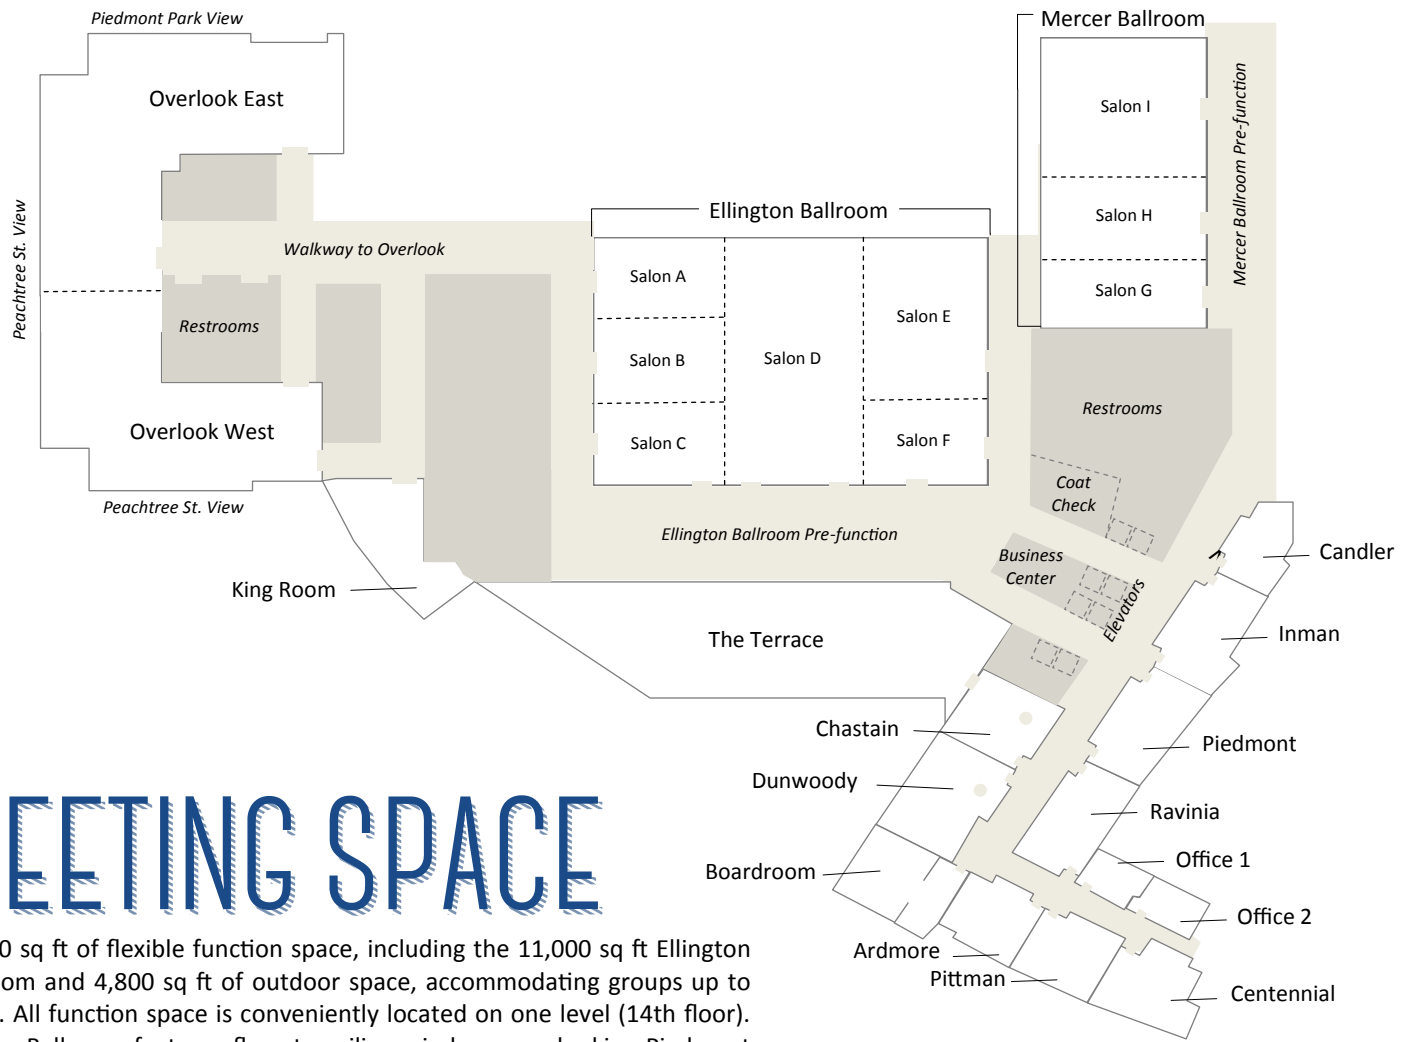 Piedmont Park View
Mercer Ballroom
Overlook East
Salon I
Mercer Ballroom Pre-function
Peachtree St. View
Ellington Ballroom
Salon H
Walkway to Overlook
Salon A
Salon G
Salon E
Restrooms
Salon B
Salon D
Restrooms
Overlook West
Salon C
Salon F
Coat
Check
Peachtree St. View
Ellington Ballroom Pre-function
Business
Center
Candler
King Room
Elevators
Inman
The Terrace
Chastain
Piedmont
Dunwoody
Ravinia
EETING SPACE
Boardroom
Office 1
Office 2
0 sq ft of flexible function space, including the 11,000 sq ft Ellington
Ardmore
om and 4,800 sq ft of outdoor space, accommodating groups up to
Pittman
Centennial
. All function space is conveniently located on one level (14th floor).